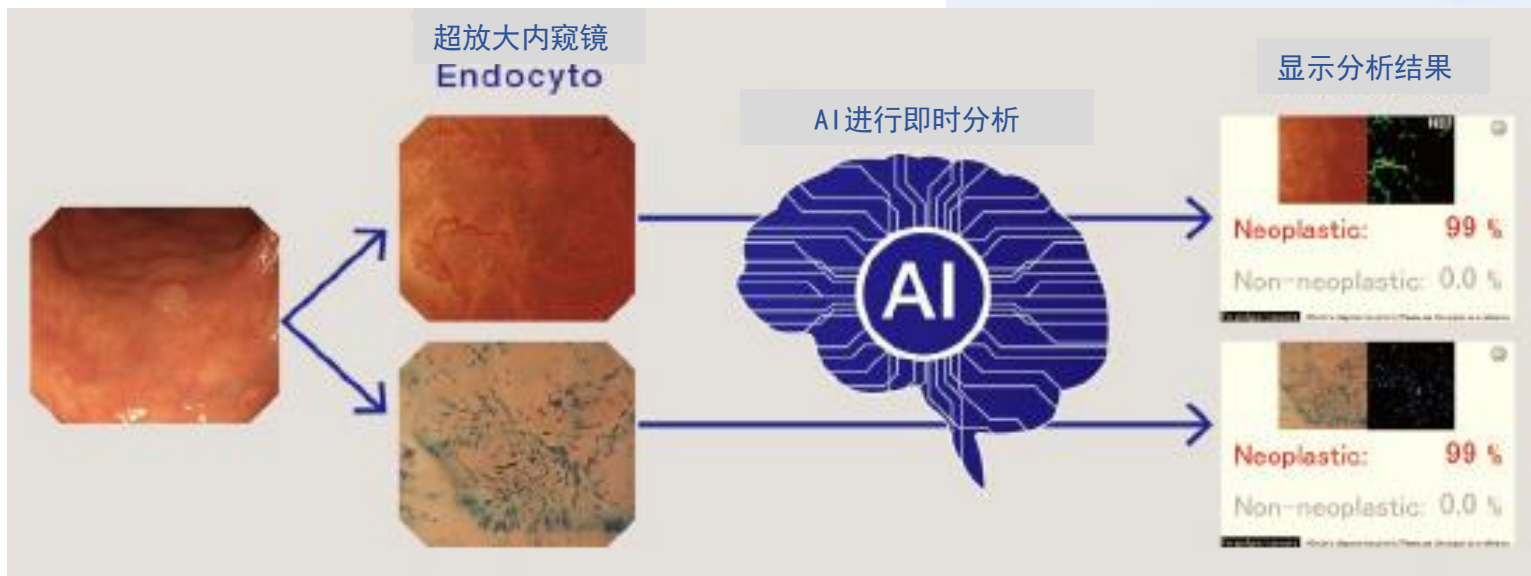 超放大内窥镜
Endocyto
AI进行即时分析
显示分析结果
AI
NBI
Neoplastic: 99 %
Non-neoplastic: 0.0 %
Neoplastic: 99 %
Non-neoplastic: 0.0 %